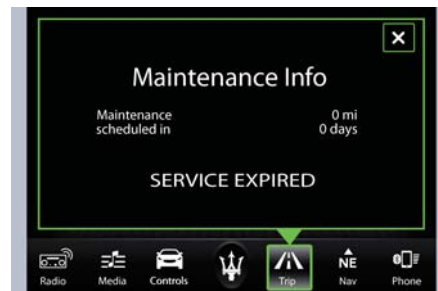 Maintenance Info
Maintenance 0 mi
scheduled in 0 days
SERVICE EXPIRED
NE
Radio Media Controls Trip Nav Phone